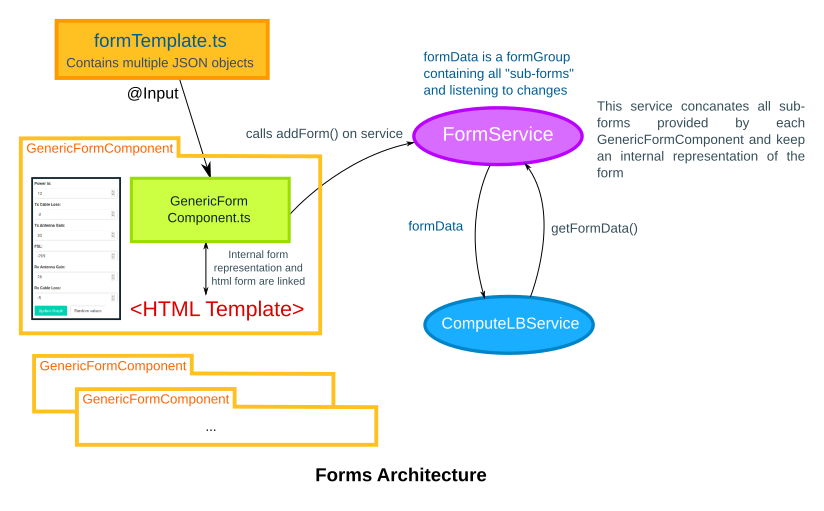 formTemplate.ts
Contains multiple JSON objects
@Input
formData is a formGroup
containing all "sub-forms"
and listening to changes
calls addForm() on service
FormService
This service concanates all sub-
forms provided by each
GenericFormComponent and keep
an internal representation of the
form
GenericFormComponent
Power tx:
Tx Cable Loss:
Tx Antenna Gain:
FSL:
Rx Antenna Gain:
Rx Cable Loss:
Random values
GenericForm
Component.ts
Internal form
representation and
html form are linked
<HTML Template>
formData
getFormData()
ComputeLBService
GenericFormComponent
GenericFormComponent
...
Forms Architecture